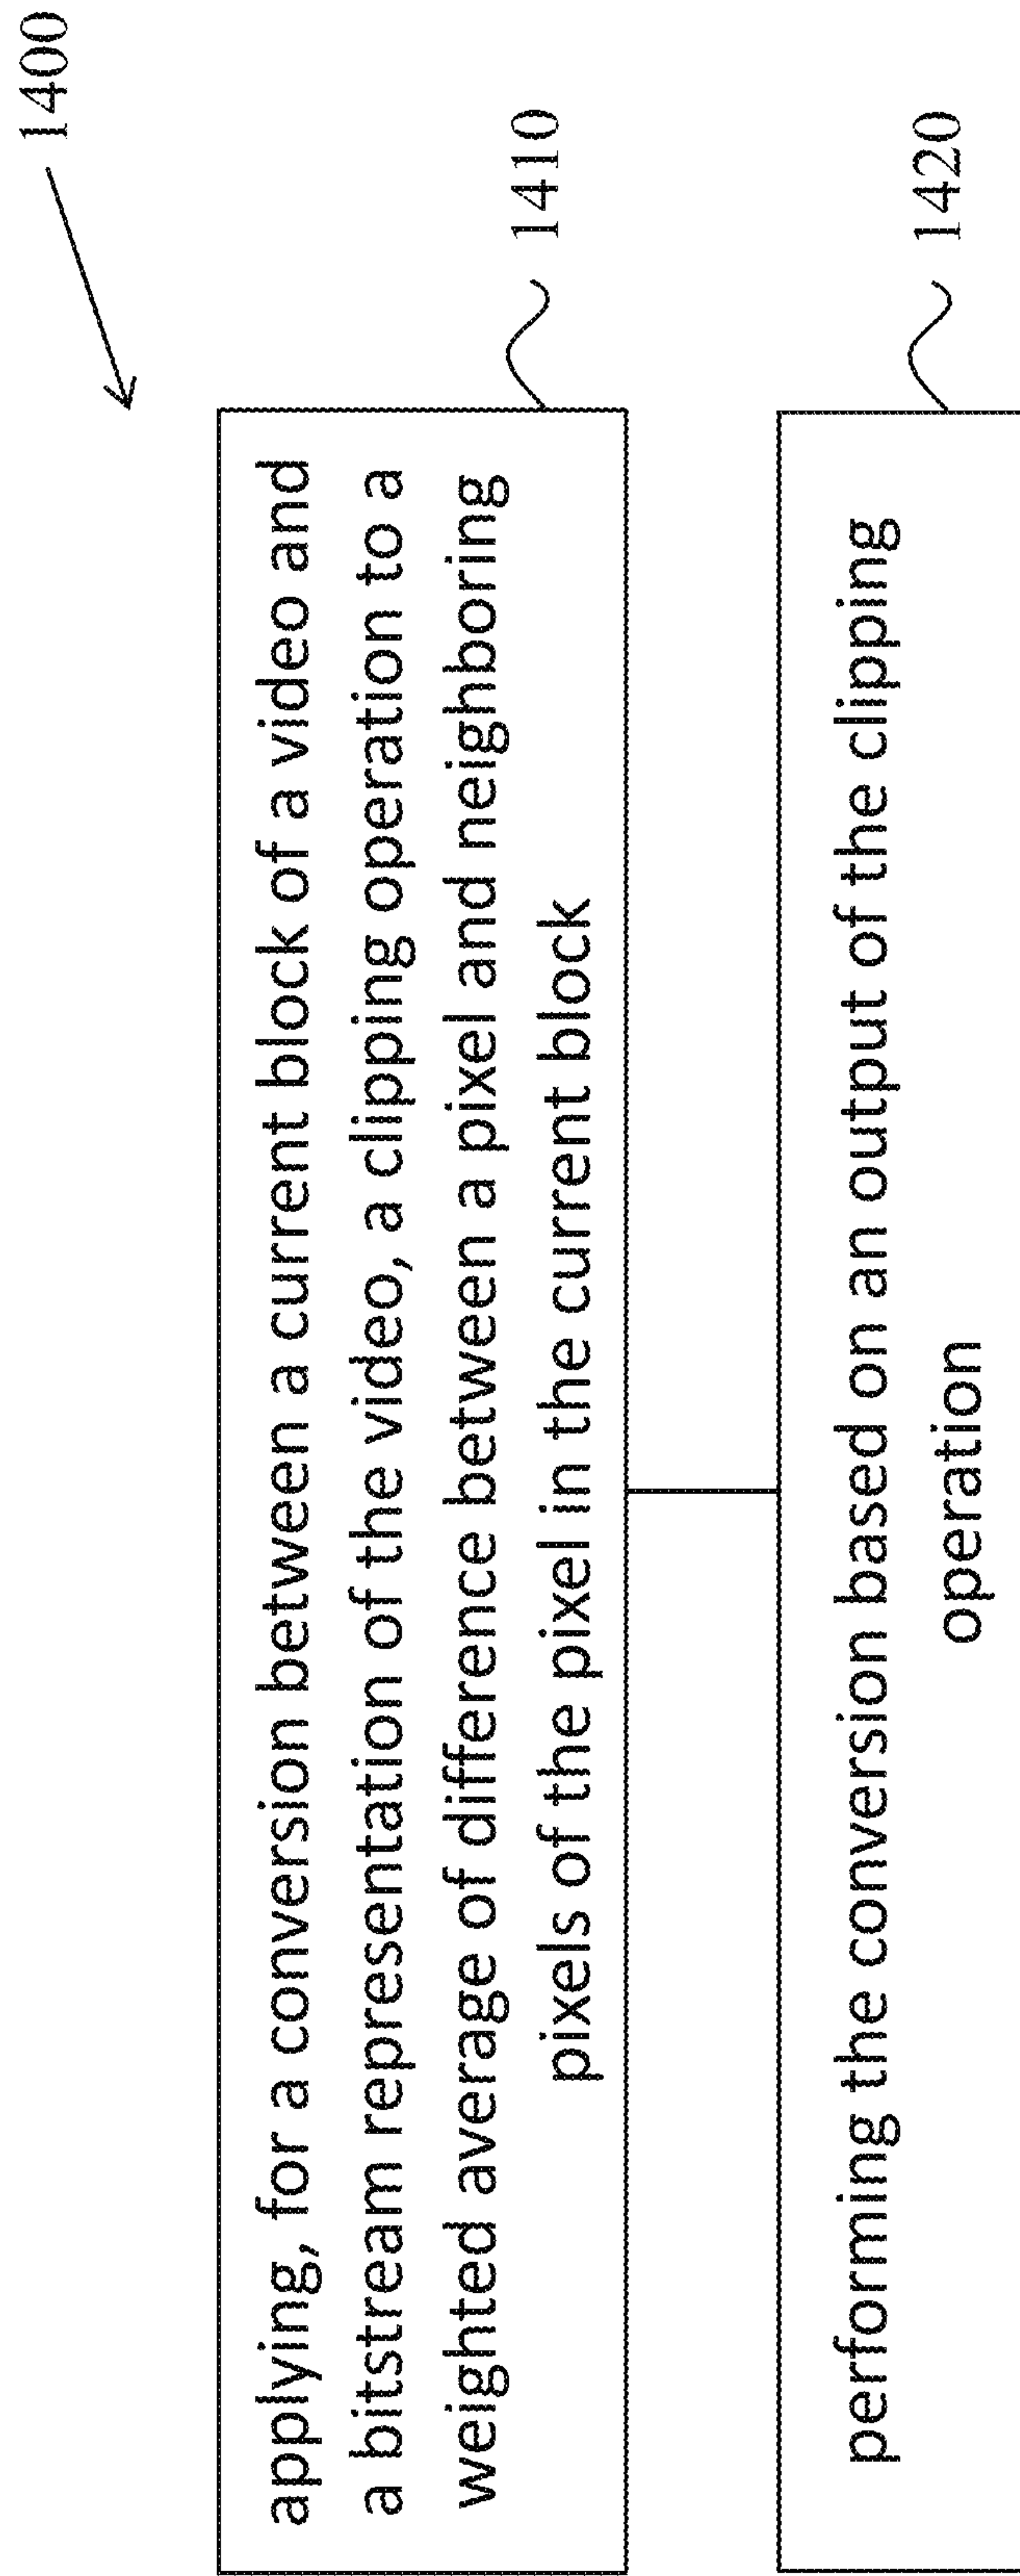 1400
applying, for a conversion between a current block of a video and
a bitstream representation of the video, a clipping operation to a
weighted average of difference between a pixel and neighboring
pixels of the pixel in the current block
1410
performing the conversion based on an output of the clipping
operation
1420